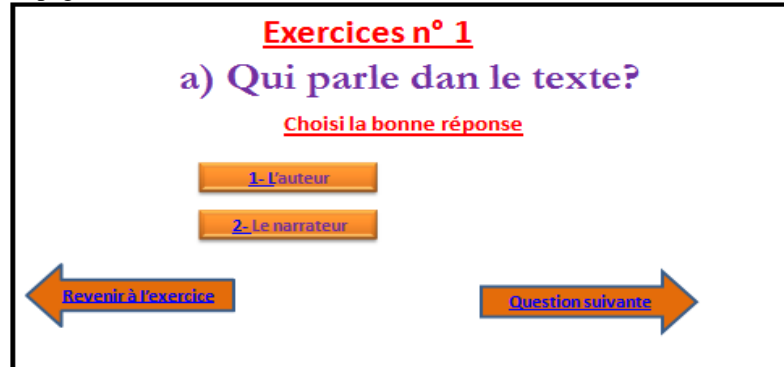 Exercices n° 1
a) Qui parle dan le texte?
Choisi la bonne réponse
1- L'auteur
2- Le narrateur
Revenir à l'exercice
Question suivante